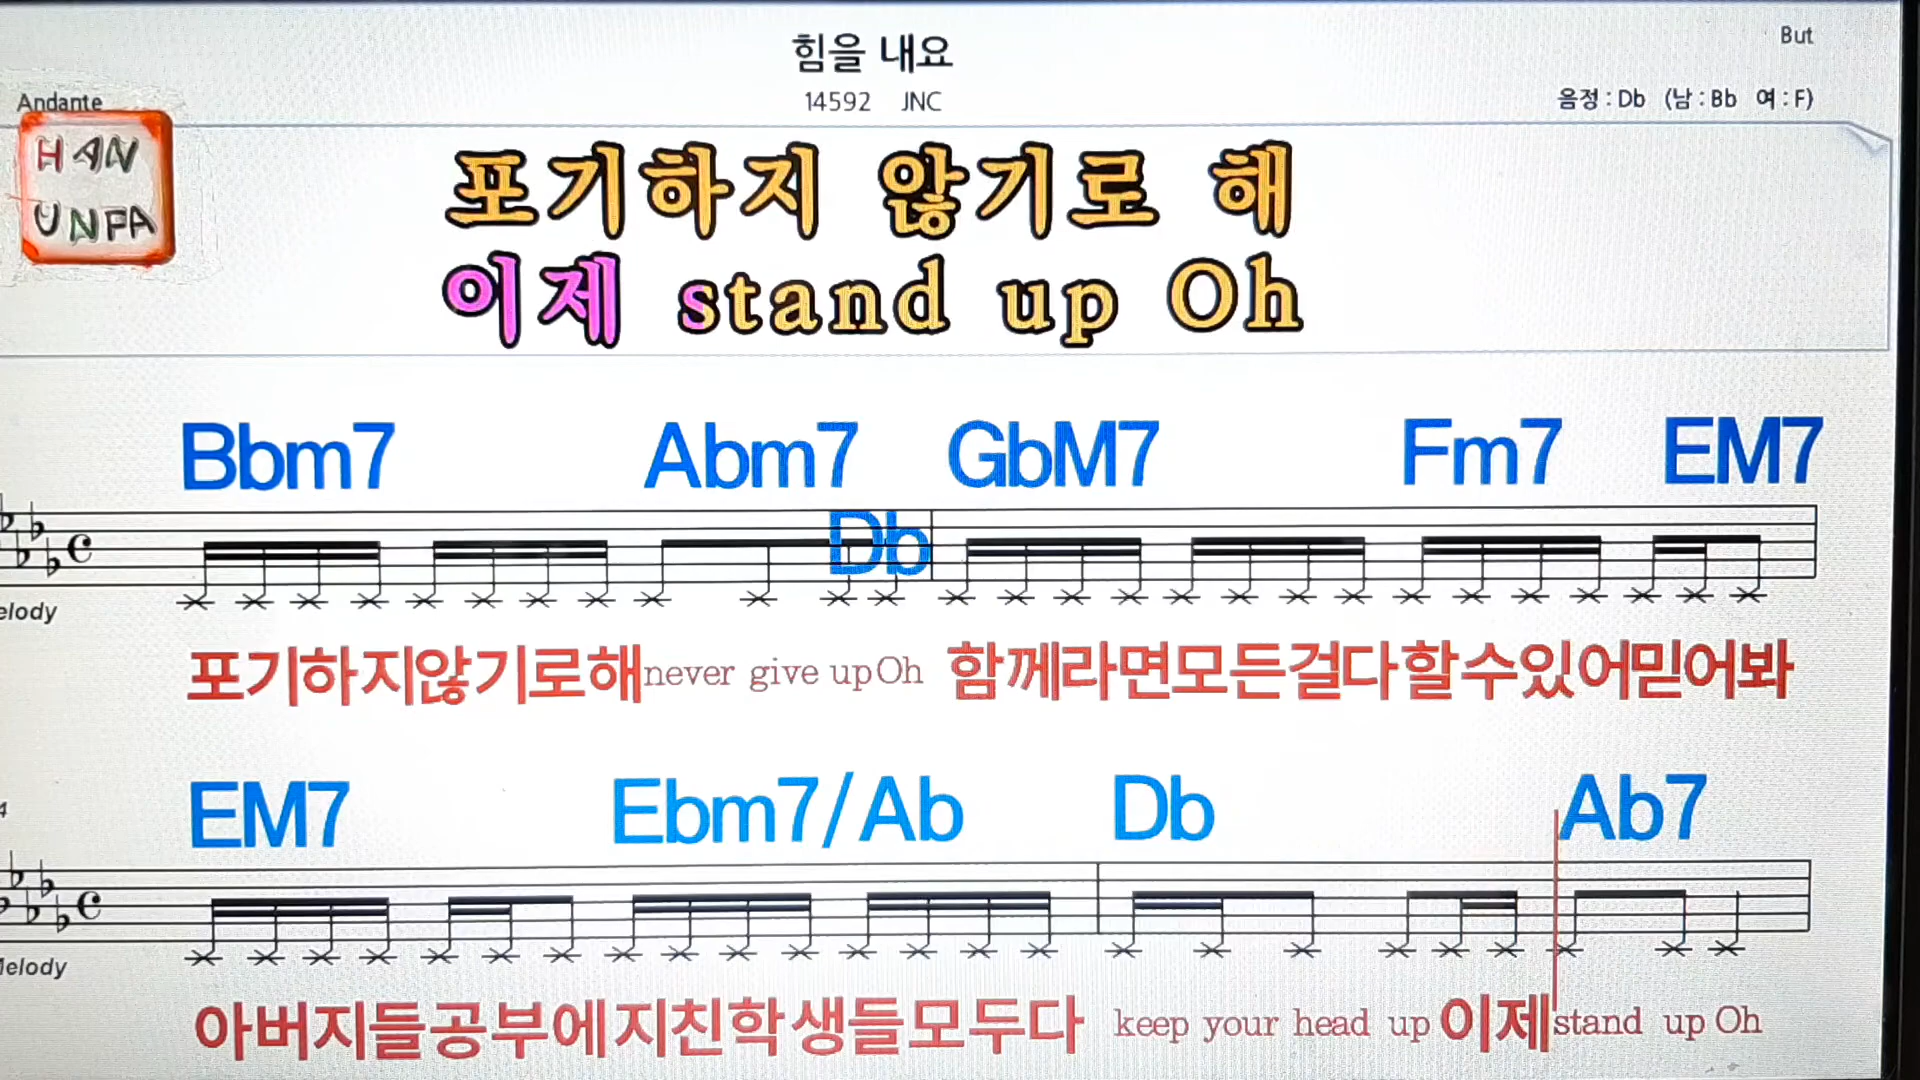 힘을 내요
But
Andante
14592 JNC
음정 : Db (남 : Bb 여 : F)
HAN
UNFA
포기하지 않기로 해
이제 stand up Oh
Bbm7 Abm7 Db GbM7 Fm7 EM7
elody
포기하지않기로해never give up Oh 함께라면모든걸다할수있어믿어봐
EM7 Ebm7/Ab Db Ab7
4
Melody
아버지들공부에지친학생들모두다 keep your head up 이제stand up Oh